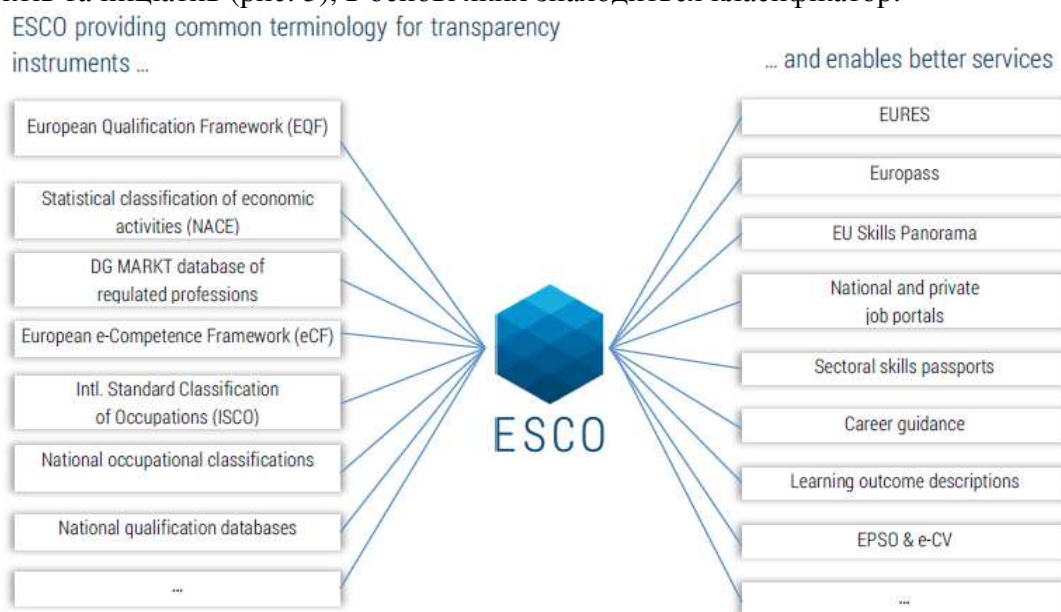 ESCO providing common terminology for transparency
instruments ...
... and enables better services
European Qualification Framework (EQF)
Statistical classification of economic
activities (NACE)
DG MARKT database of
regulated professions
European e-Competence Framework (eCF)
Intl. Standard Classification
of Occupations (ISCO)
National occupational classifications
National qualification databases
...
ESCO
EURES
Europass
EU Skills Panorama
National and private
job portals
Sectoral skills passports
Career guidance
Learning outcome descriptions
EPSO & e-CV
...